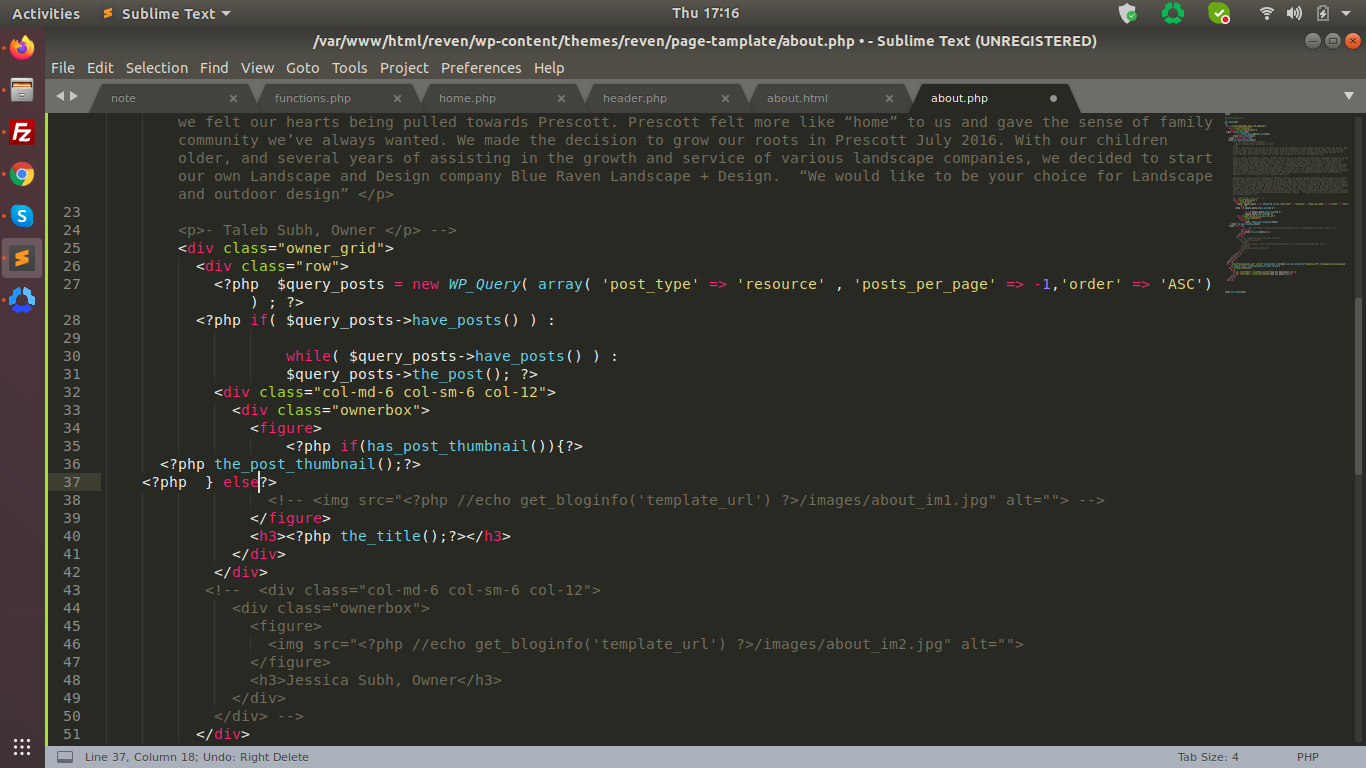 Activities
Sublime Text
Thu 17:16
/var/www/html/reven/wp-content/themes/reven/page-tamplate/about.php • - Sublime Text (UNREGISTERED)
File Edit Selection Find View Goto Tools Project Preferences Help
note × functions.php × home.php × header.php × about.html × about.php
we felt our hearts being pulled towards Prescott. Prescott felt more like “home” to us and gave the sense of family
community we’ve always wanted. We made the decision to grow our roots in Prescott July 2016. With our children
older, and several years of assisting in the growth and service of various landscape companies, we decided to start
our own Landscape and Design company Blue Raven Landscape + Design.  “We would like to be your choice for Landscape
and outdoor design” </p>
23
24 <p>- Taleb Subh, Owner </p> -->
25 <div class="owner_grid">
26 <div class="row">
27 <?php  $query_posts = new WP_Query( array( 'post_type' => 'resource' , 'posts_per_page' => -1,'order' => 'ASC')
) ; ?>
28 <?php if( $query_posts->have_posts() ) :
29
30 while( $query_posts->have_posts() ) :
31 $query_posts->the_post(); ?>
32 <div class="col-md-6 col-sm-6 col-12">
33 <div class="ownerbox">
34 <figure>
35 <?php if(has_post_thumbnail()){?>
36 <?php the_post_thumbnail();?>
37 <?php  } else?>
38 <!-- <img src="<?php //echo get_bloginfo('template_url') ?>/images/about_im1.jpg" alt=""> -->
39 </figure>
40 <h3><?php the_title();?></h3>
41 </div>
42 </div>
43 <!--  <div class="col-md-6 col-sm-6 col-12">
44 <div class="ownerbox">
45 <figure>
46 <img src="<?php //echo get_bloginfo('template_url') ?>/images/about_im2.jpg" alt="">
47 </figure>
48 <h3>Jessica Subh, Owner</h3>
49 </div>
50 </div> -->
51 </div>
Line 37, Column 18; Undo: Right Delete
Tab Size: 4
PHP